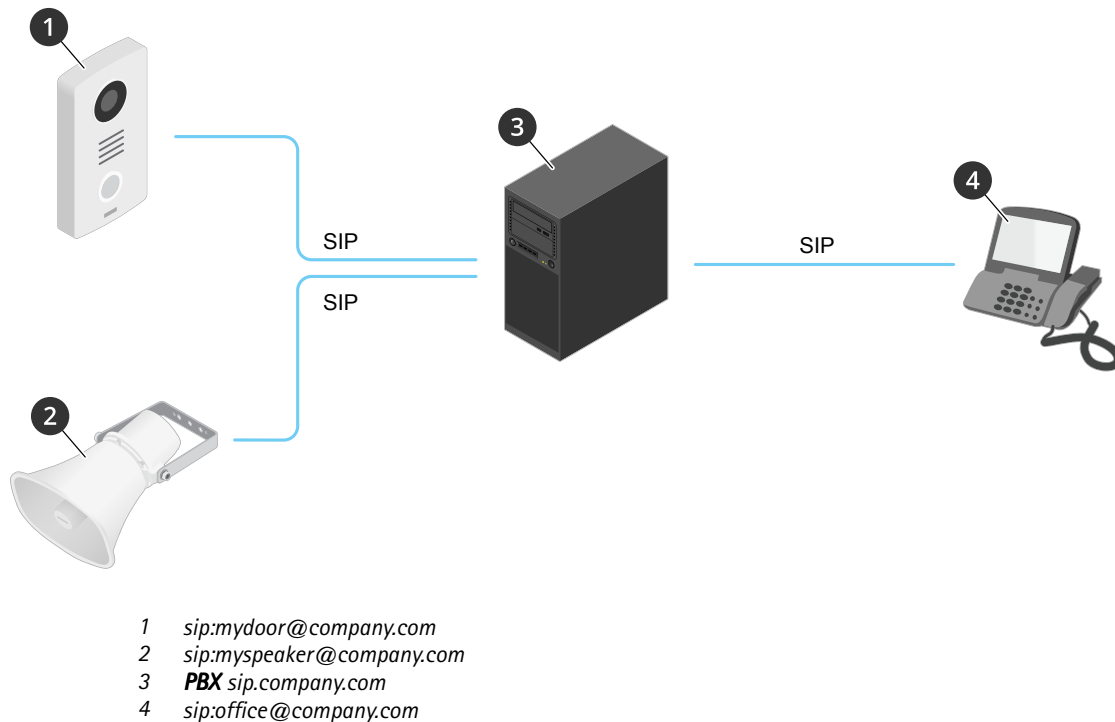 1
3
4
SIP
SIP
SIP
2
1 sip:mydoor@company.com
2 sip:myspeaker@company.com
3 PBX sip.company.com
4 sip:office@company.com